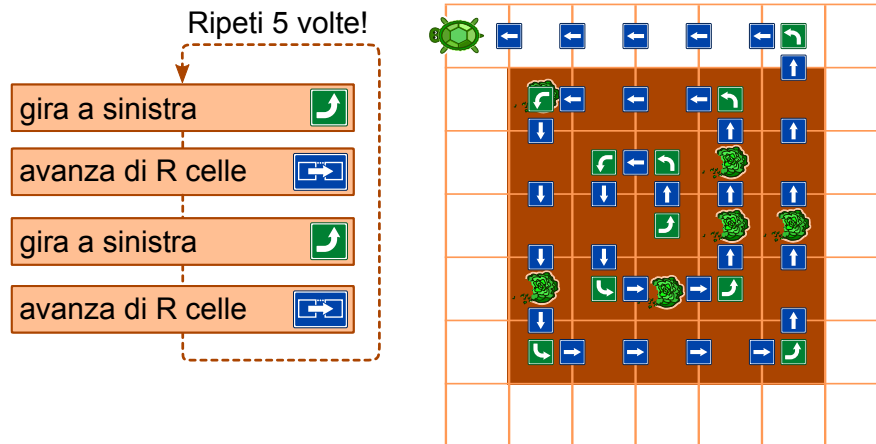 Ripeti 5 volte!
gira a sinistra
avanza di R celle
gira a sinistra
avanza di R celle